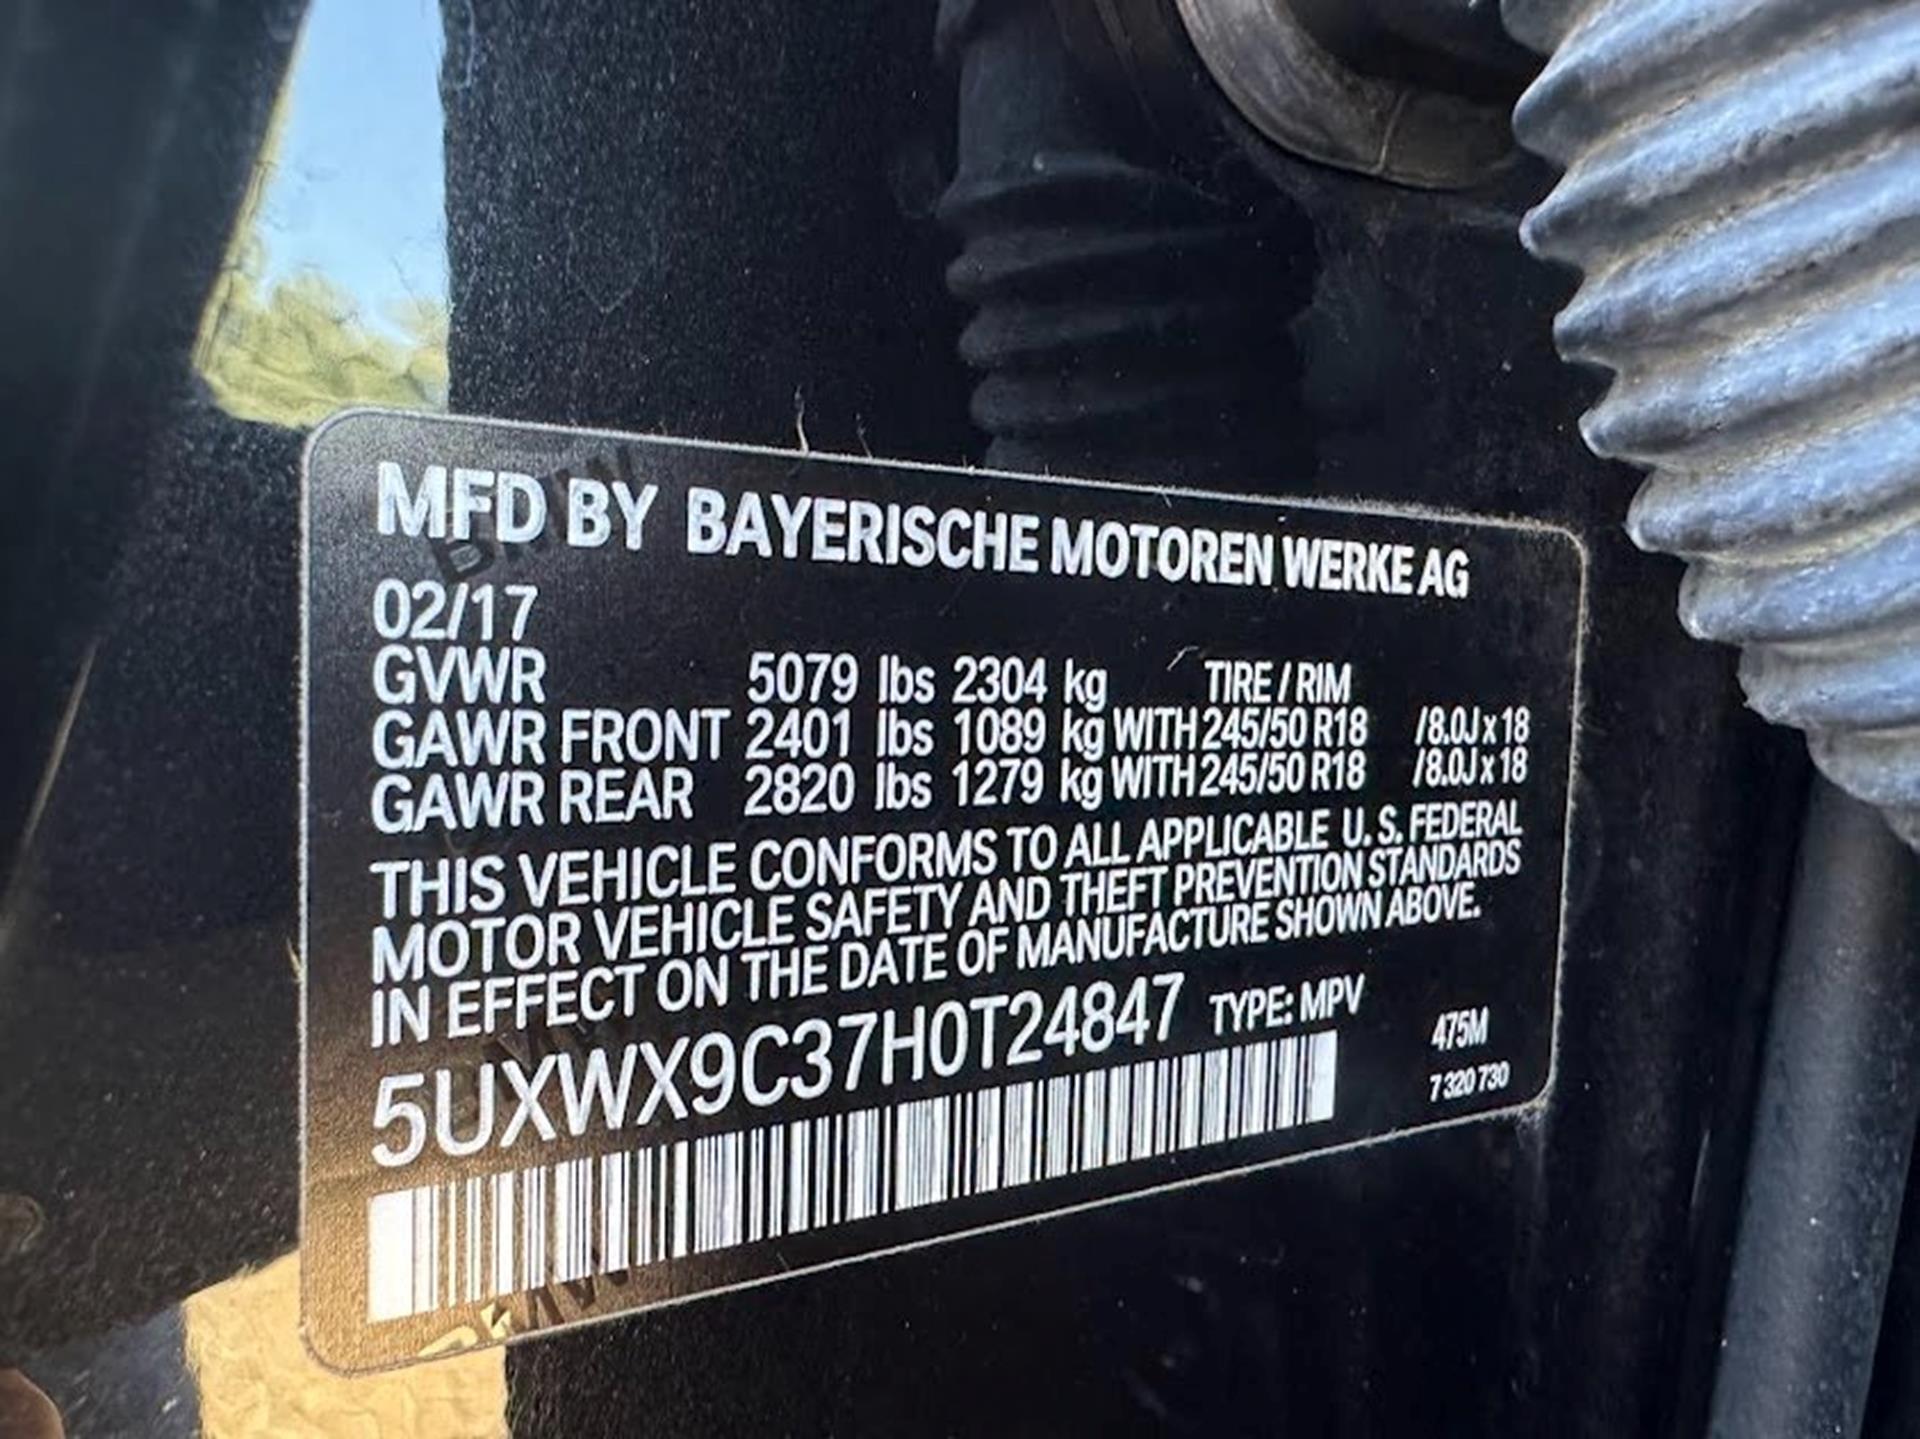 MFD BY BAYERISCHE MOTOREN WERKE AG
02/17
GVWR 5079 lbs 2304 kg TIRE / RIM
GAWR FRONT 2401 lbs 1089 kg WITH 245/50 R18 /8.0J x 18
GAWR REAR 2820 lbs 1279 kg WITH 245/50 R18 /8.0J x 18
THIS VEHICLE CONFORMS TO ALL APPLICABLE U. S. FEDERAL
MOTOR VEHICLE SAFETY AND THEFT PREVENTION STANDARDS
IN EFFECT ON THE DATE OF MANUFACTURE SHOWN ABOVE.
5UXWX9C37H0T24847 TYPE: MPV 475M
7 320 730